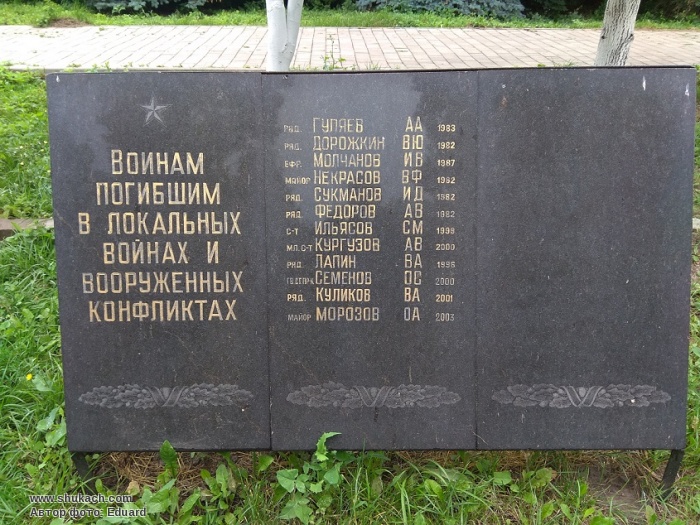 Воинам
погибшим
в локальных
войнах и
вооруженных
конфликтах
ряд. Гуляев АА 1983
ряд. Дорожкин ВЮ 1982
ефр. Молчанов ИВ 1987
майор Некрасов ВФ 1982
ряд. Сукманов ИД 1982
ряд. Федоров АВ 1982
с-т Ильясов СМ 1999
мл.с-т Кургузов АВ 2000
ряд. Лапин ВА 1996
Семенов ОС 2000
ряд. Куликов ВА 2001
майор Морозов ОА 2003
www.shukach.com
Автор фото: Eduard